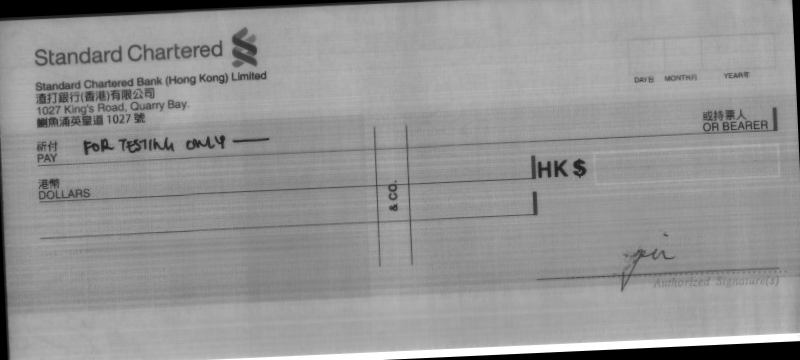 Standard Chartered
Standard Chartered Bank (Hong Kong) Limited
渣打銀行(香港)有限公司
1027 King's Road, Quarry Bay.
鰂魚涌英皇道 1027 號
DAY日 MONTH月 YEAR年
祈付 FOR TESTING ONLY 或持票人
PAY OR BEARER
港幣
DOLLARS
HK $
& CO.
Authorized Signature(s)